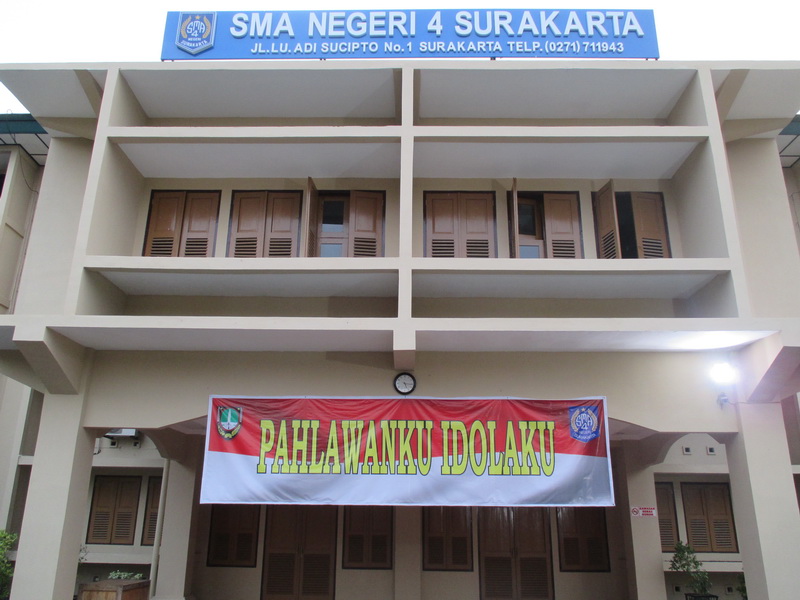 SMA NEGERI 4 SURAKARTA
JL.LU. ADI SUCIPTO No. 1 SURAKARTA TELP. (0271) 711943
PAHLAWANKU IDOLAKU